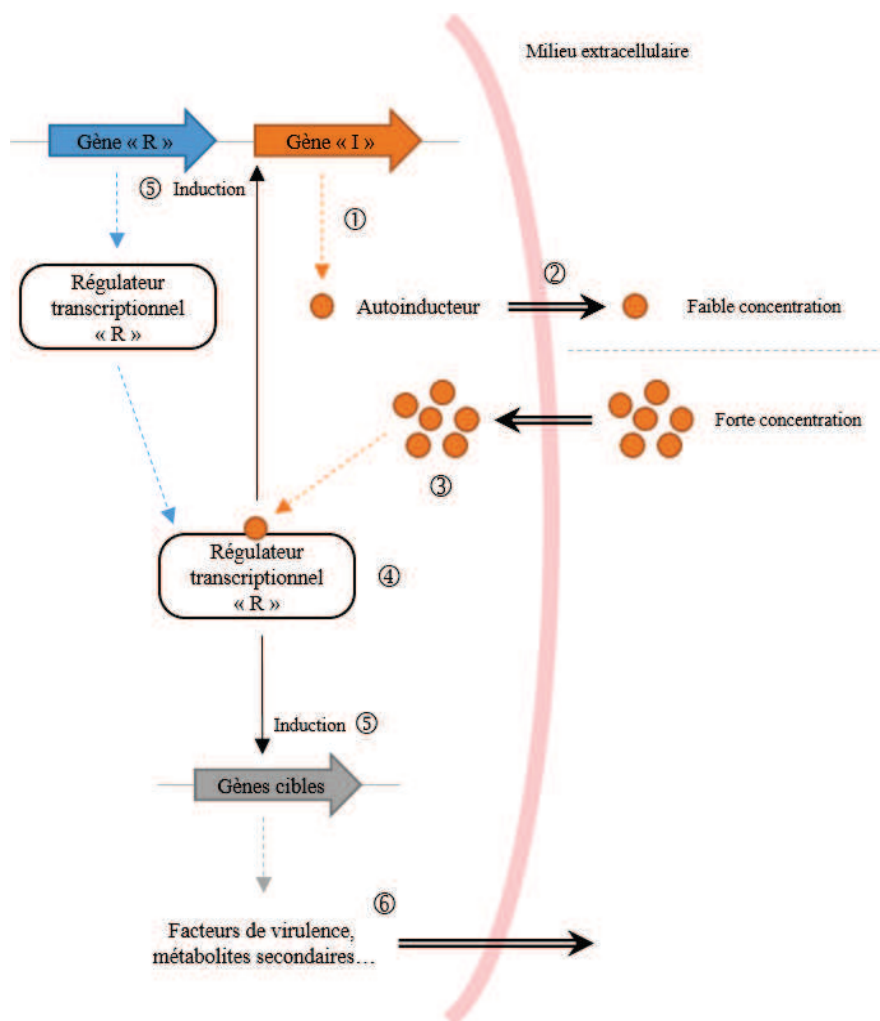 Milieu extracellulaire
Gène « R »
Gène « I »
⑤ Induction
①
②
Régulateur
transcriptionnel
« R »
Autoinducteur
Faible concentration
Forte concentration
③
Régulateur
transcriptionnel
« R »
④
Induction ⑤
Gènes cibles
⑥
Facteurs de virulence,
métabolites secondaires...